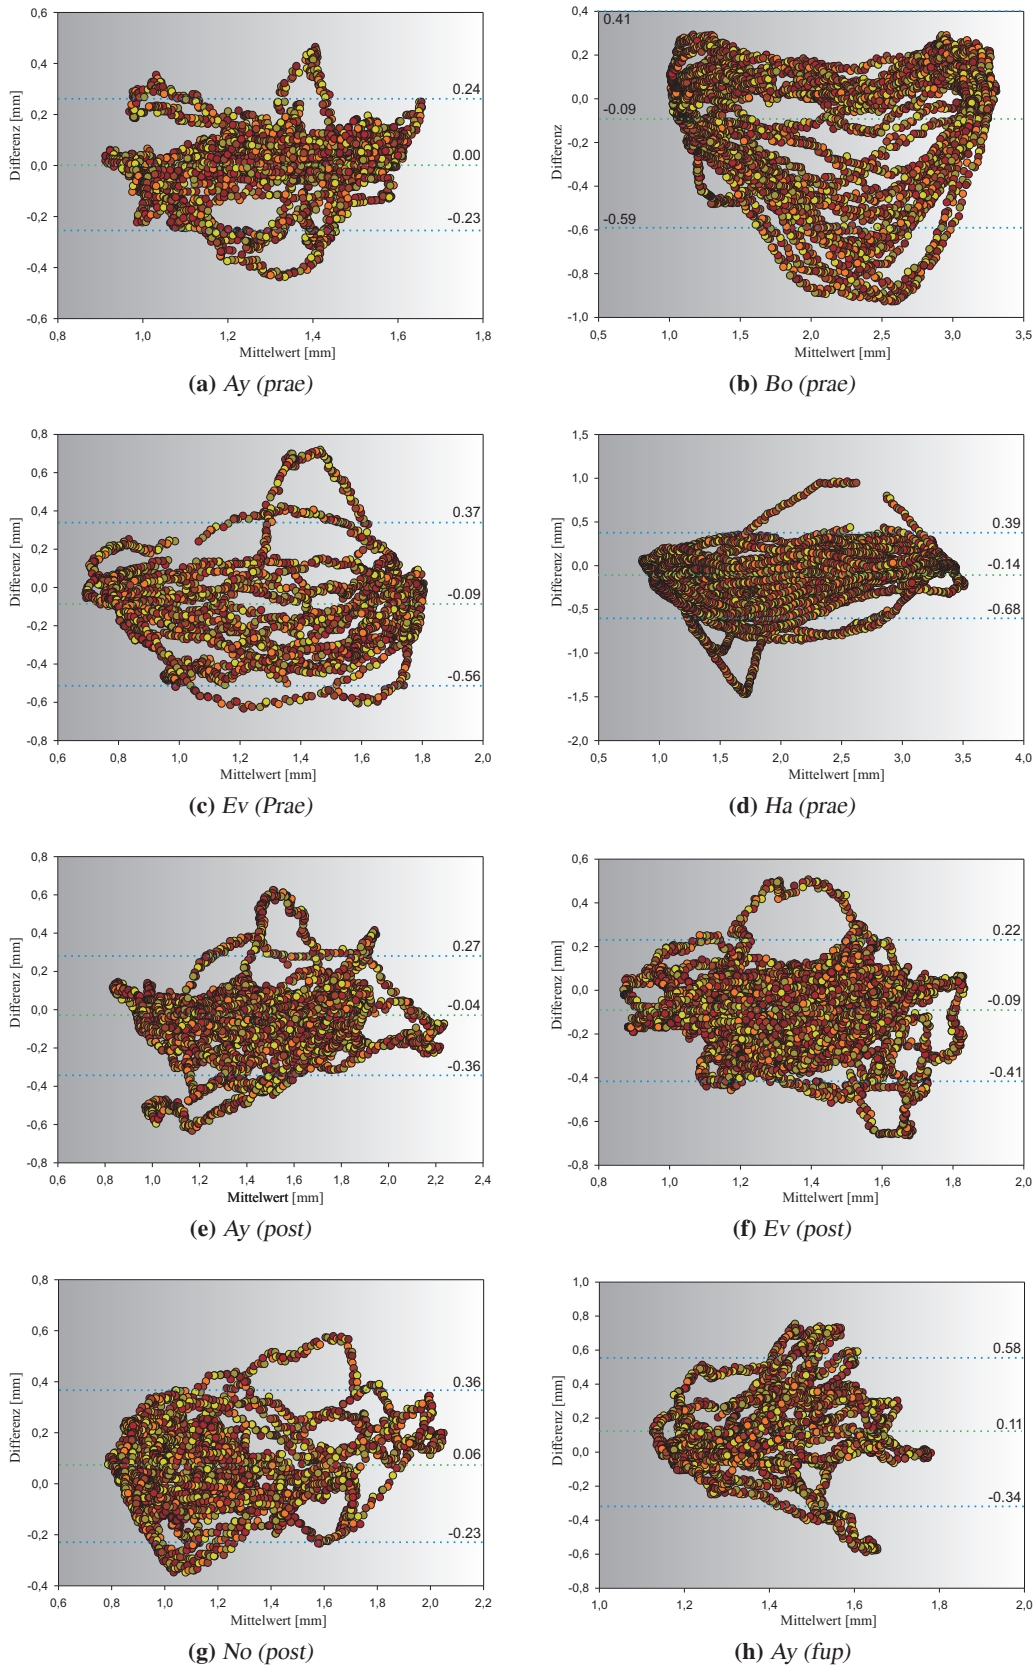 0,6
0,4
0,2
0,0
-0,2
-0,4
-0,6
Differenz [mm]
0.24
0.00
-0.23
0,8 1,0 1,2 1,4 1,6 1,8
Mittelwert [mm]
(a) Ay (prae)
0,4
0,2
0,0
-0,2
-0,4
-0,6
-0,8
-1,0
Differenz
0.41
-0.09
-0.59
0,5 1,0 1,5 2,0 2,5 3,0 3,5
Mittelwert [mm]
(b) Bo (prae)
0,8
0,6
0,4
0,2
0,0
-0,2
-0,4
-0,6
-0,8
Differenz [mm]
0.37
-0.09
-0.56
0,6 0,8 1,0 1,2 1,4 1,6 1,8 2,0
Mittelwert [mm]
(c) Ev (Prae)
1,5
1,0
0,5
0,0
-0,5
-1,0
-1,5
-2,0
Differenz [mm]
0.39
-0.14
-0.68
0,5 1,0 1,5 2,0 2,5 3,0 3,5 4,0
Mittelwert [mm]
(d) Ha (prae)
0,8
0,6
0,4
0,2
0,0
-0,2
-0,4
-0,6
-0,8
Differenz [mm]
0.27
-0.04
-0.36
0,6 0,8 1,0 1,2 1,4 1,6 1,8 2,0 2,2 2,4
Mittelwert [mm]
(e) Ay (post)
0,6
0,4
0,2
0,0
-0,2
-0,4
-0,6
-0,8
Differenz [mm]
0.22
-0.09
-0.41
0,8 1,0 1,2 1,4 1,6 1,8 2,0
Mittelwert [mm]
(f) Ev (post)
0,8
0,6
0,4
0,2
0,0
-0,2
-0,4
Differenz [mm]
0.36
0.06
-0.23
0,6 0,8 1,0 1,2 1,4 1,6 1,8 2,0 2,2
Mittelwert [mm]
(g) No (post)
1,0
0,8
0,6
0,4
0,2
0,0
-0,2
-0,4
-0,6
-0,8
Differenz [mm]
0.58
0.11
-0.34
1,0 1,2 1,4 1,6 1,8 2,0
Mittelwert [mm]
(h) Ay (fup)